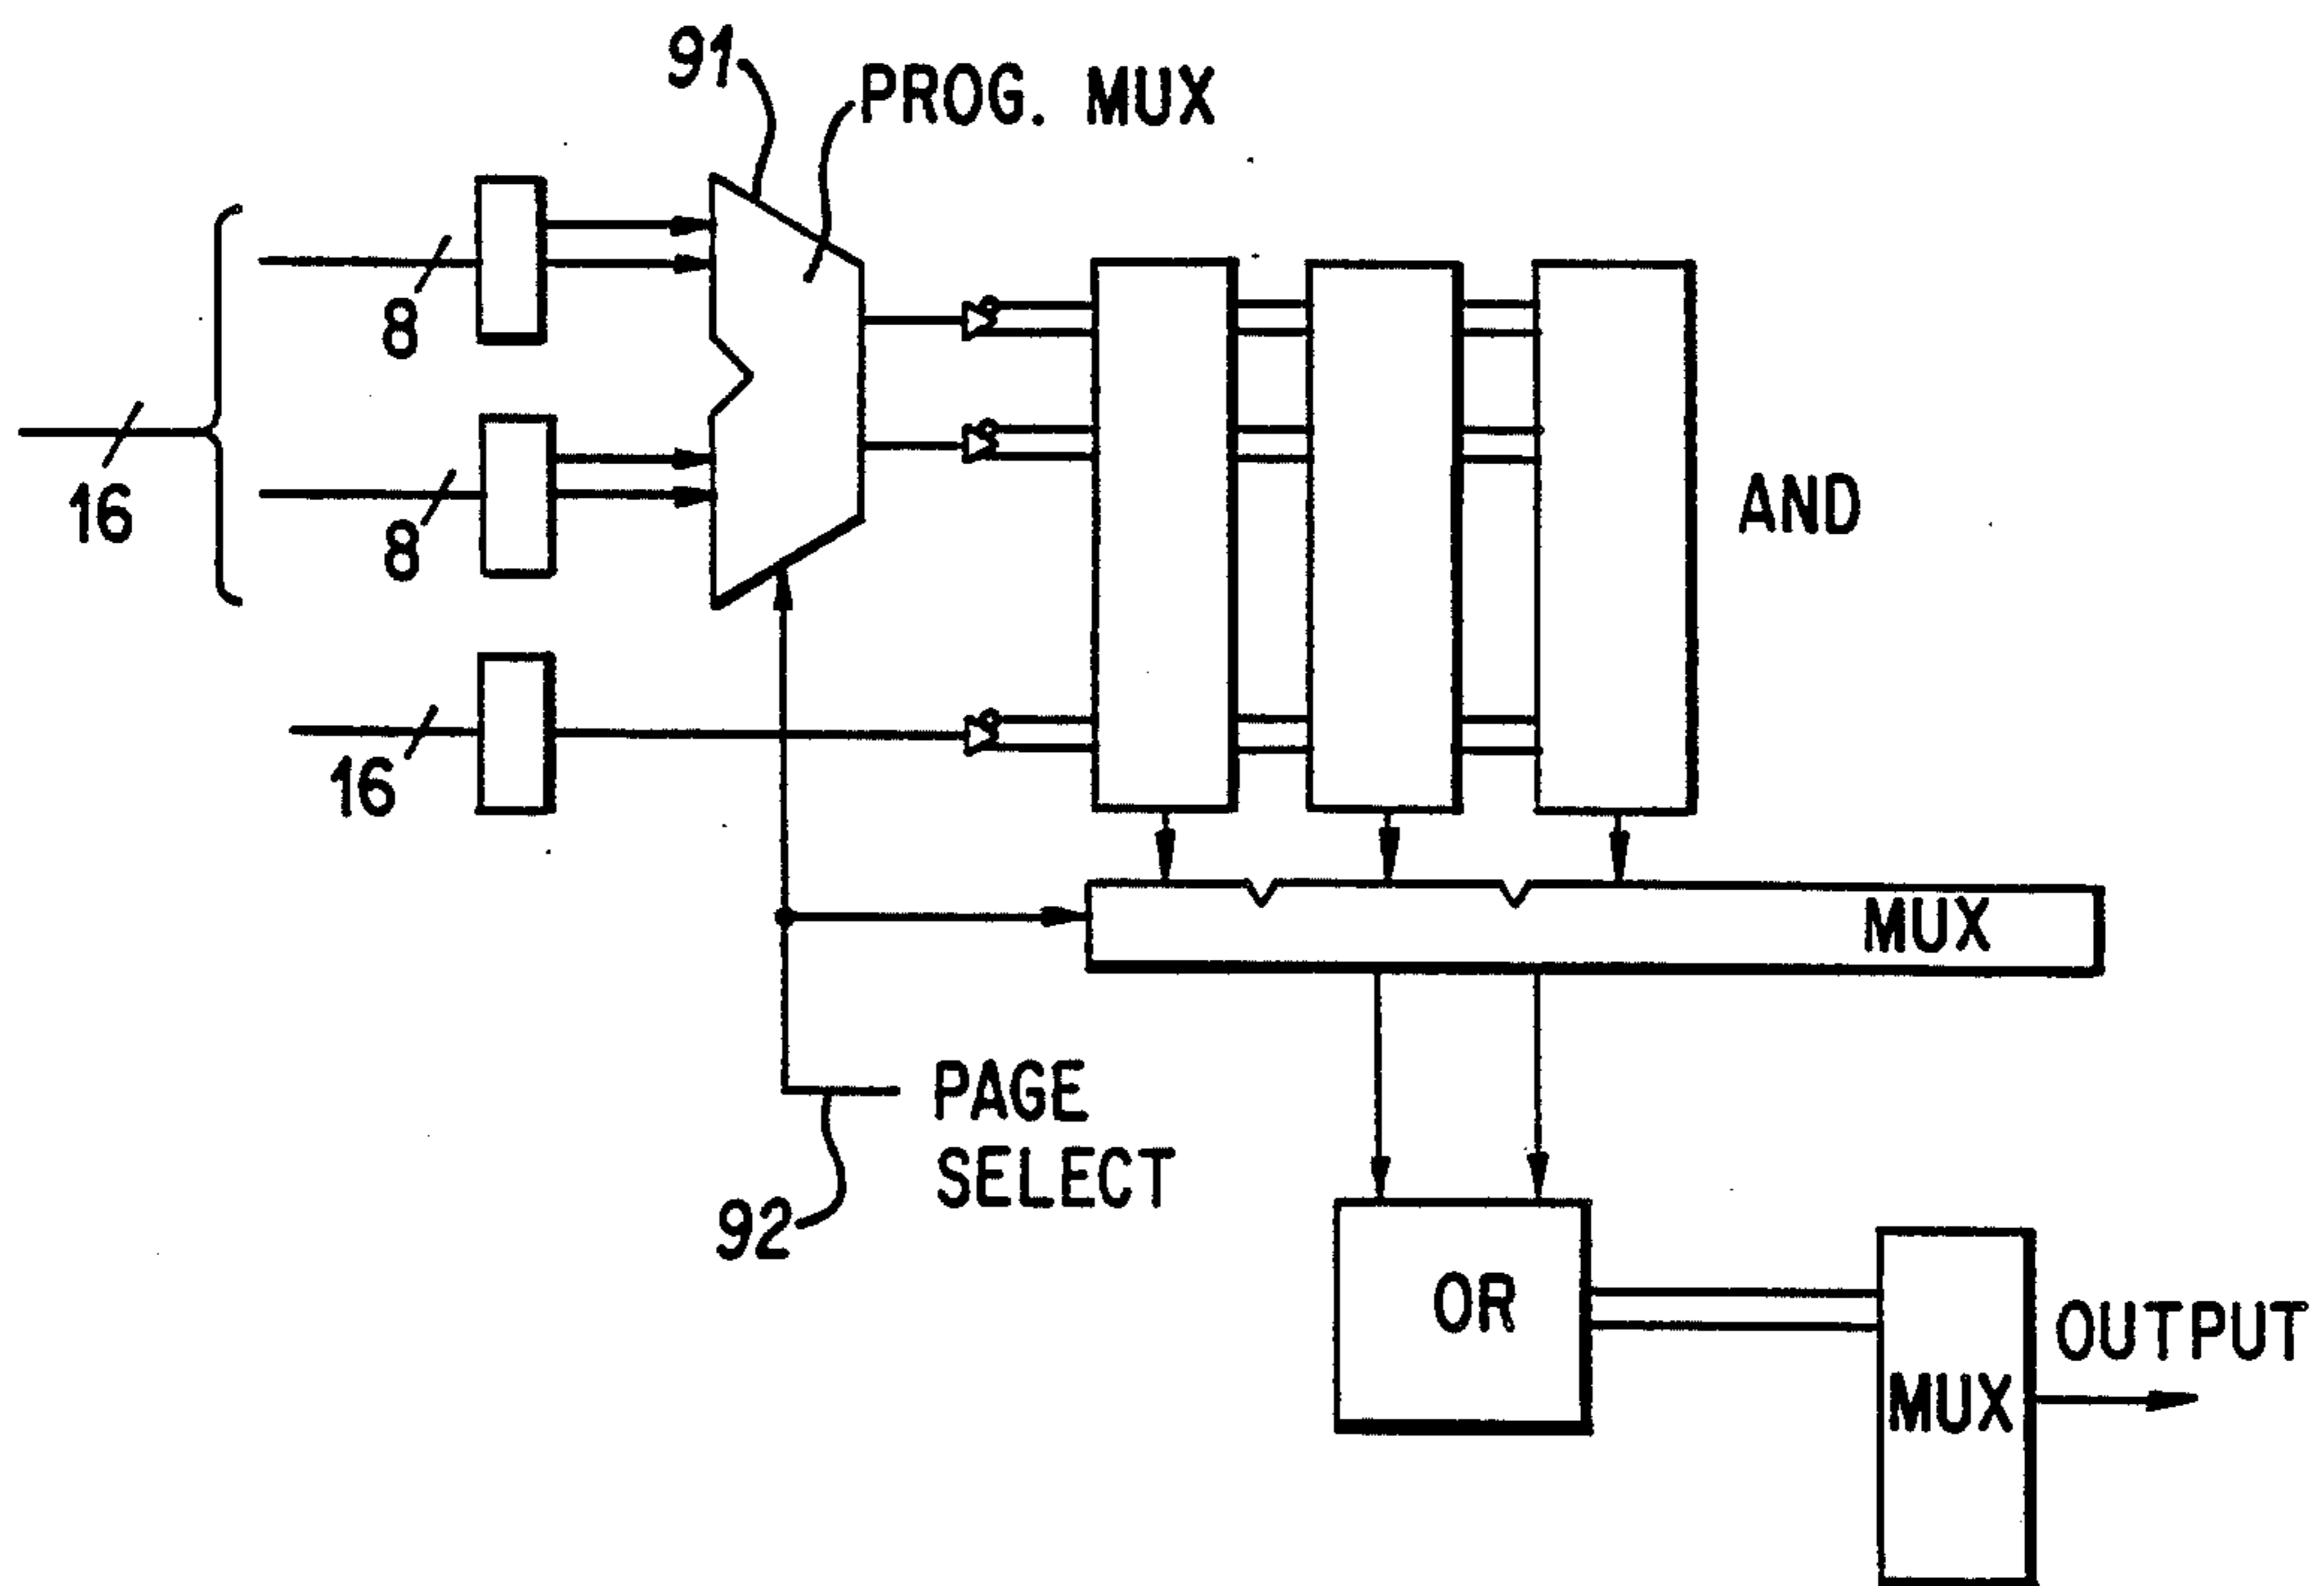 91
PROG. MUX
8
16
8
AND
16
MUX
PAGE
SELECT
92
OR
OUTPUT
MUX